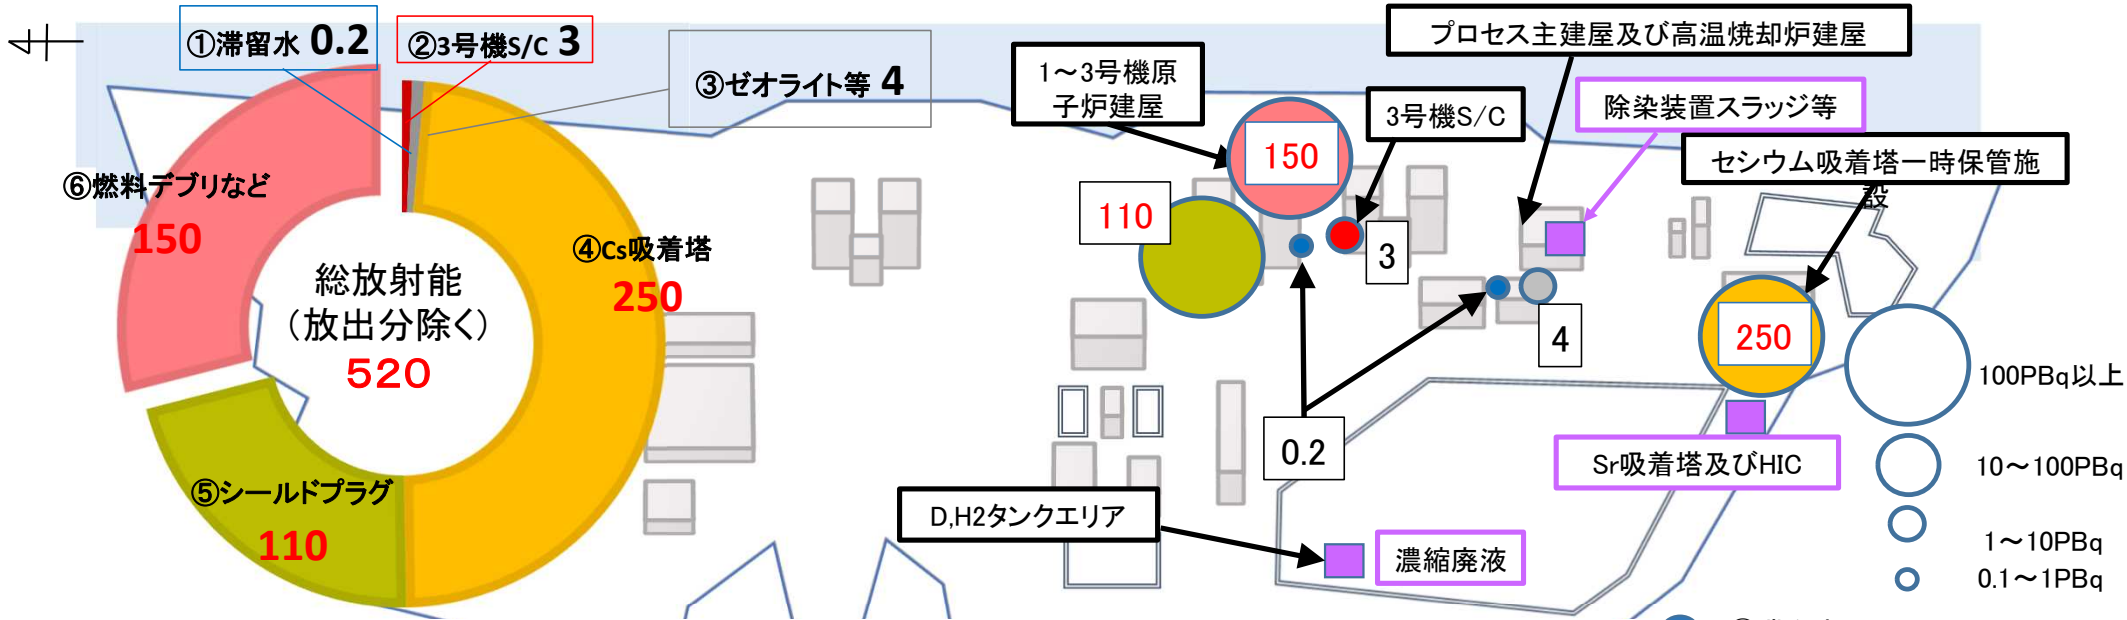 ①滞留水 0.2
②3号機S/C 3
③ゼオライト等 4
⑥燃料デブリなど
150
④Cs吸着塔
250
総放射能
(放出分除く)
520
⑤シールドプラグ
110
1～3号機原
子炉建屋
プロセス主建屋及び高温焼却炉建屋
3号機S/C
除染装置スラッジ等
セシウム吸着塔一時保管施
設
150
110
3
4
250
0.2
100PBq以上
10～100PBq
1～10PBq
0.1～1PBq
Sr吸着塔及びHIC
D,H2タンクエリア
濃縮廃液